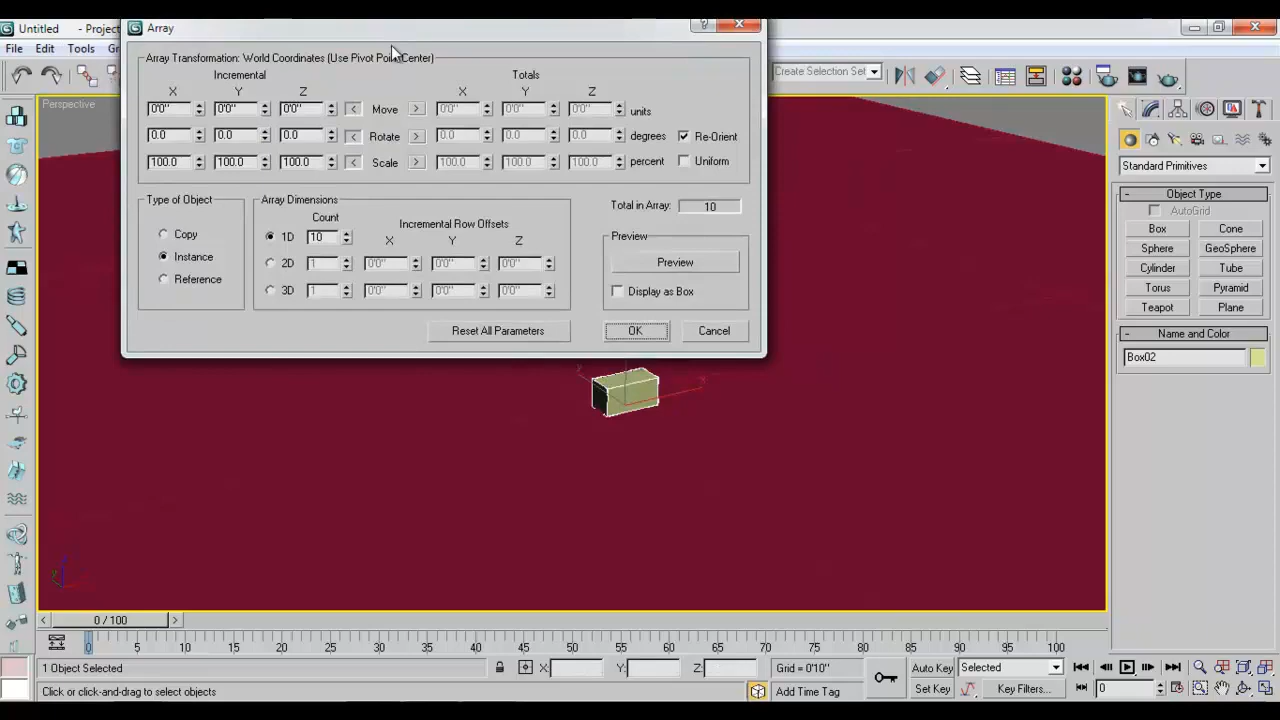 Untitled - Project
Array
File Edit Tools
Create Selection Set
Perspective
Array Transformation: World Coordinates (Use Pivot Point Center)
Incremental Totals
X Y Z X Y Z
0'0" 0'0" 0'0" < Move > 0'0" 0'0" 0'0" units
0.0 0.0 0.0 < Rotate > 0.0 0.0 0.0 degrees Re-Orient
100.0 100.0 100.0 < Scale > 100.0 100.0 100.0 percent Uniform
Type of Object
Copy
Instance
Reference
Array Dimensions
Count
Incremental Row Offsets
X Y Z
1D 10
2D 1 0'0" 0'0" 0'0"
3D 1 0'0" 0'0" 0'0"
Total in Array: 10
Preview
Preview
Display as Box
Reset All Parameters OK Cancel
Standard Primitives
- Object Type
AutoGrid
Box Cone
Sphere GeoSphere
Cylinder Tube
Torus Pyramid
Teapot Plane
- Name and Color
Box02
x
z
< 0 / 100 >
0 5 10 15 20 25 30 35 40 45 50 55 60 65 70 75 80 85 90 95 100
1 Object Selected X: Y: Z: Grid = 0'10" Auto Key Selected
Click or click-and-drag to select objects Add Time Tag Set Key Key Filters... 0